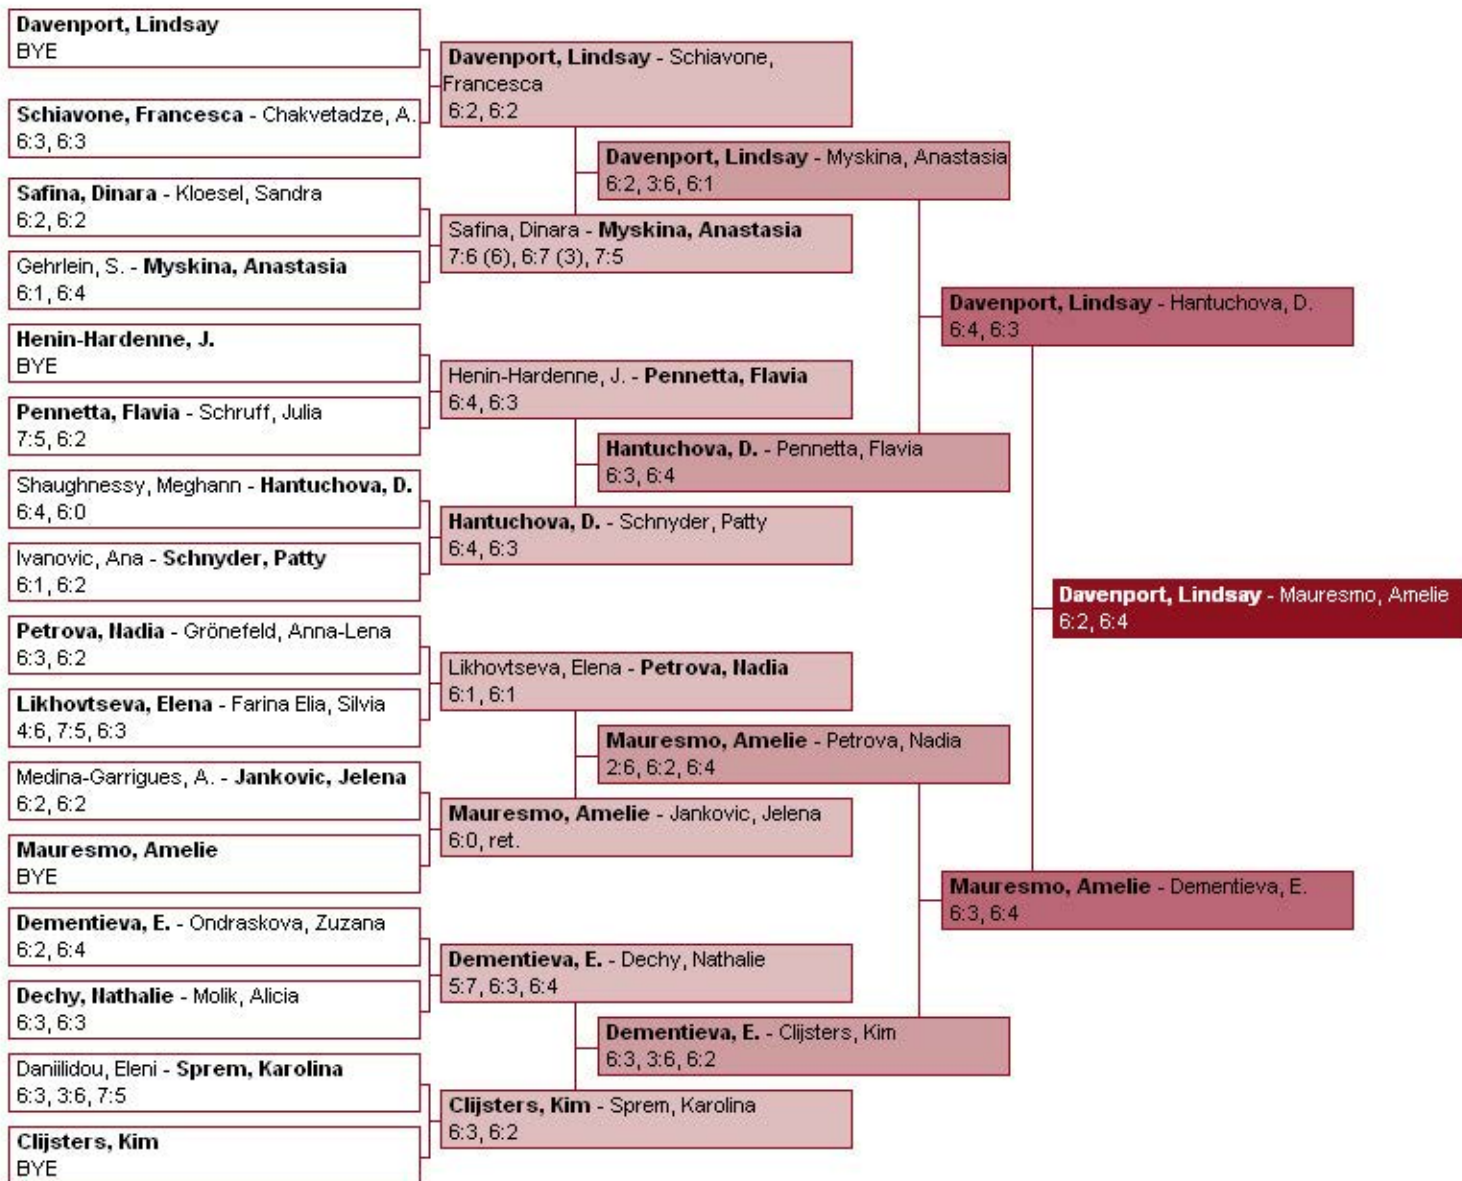 Davenport, Lindsay
BYE
Schiavone, Francesca - Chakvetadze, A.
6:3, 6:3
Safina, Dinara - Kloesel, Sandra
6:2, 6:2
Gehrlein, S. - Myskina, Anastasia
6:1, 6:4
Henin-Hardenne, J.
BYE
Pennetta, Flavia - Schruff, Julia
7:5, 6:2
Shaughnessy, Meghann - Hantuchova, D.
6:4, 6:0
Ivanovic, Ana - Schnyder, Patty
6:1, 6:2
Petrova, Nadia - Grönefeld, Anna-Lena
6:3, 6:2
Likhovtseva, Elena - Farina Elia, Silvia
4:6, 7:5, 6:3
Medina-Garrigues, A. - Jankovic, Jelena
6:2, 6:2
Mauresmo, Amelie
BYE
Dementieva, E. - Ondraskova, Zuzana
6:2, 6:4
Dechy, Nathalie - Molik, Alicia
6:3, 6:3
Daniilidou, Eleni - Sprem, Karolina
6:3, 3:6, 7:5
Clijsters, Kim
BYE
Davenport, Lindsay - Schiavone,
Francesca
6:2, 6:2
Safina, Dinara - Myskina, Anastasia
7:6 (6), 6:7 (3), 7:5
Henin-Hardenne, J. - Pennetta, Flavia
6:4, 6:3
Hantuchova, D. - Schnyder, Patty
6:4, 6:3
Likhovtseva, Elena - Petrova, Nadia
6:1, 6:1
Mauresmo, Amelie - Jankovic, Jelena
6:0, ret.
Dementieva, E. - Dechy, Nathalie
5:7, 6:3, 6:4
Clijsters, Kim - Sprem, Karolina
6:3, 6:2
Davenport, Lindsay - Myskina, Anastasia
6:2, 3:6, 6:1
Hantuchova, D. - Pennetta, Flavia
6:3, 6:4
Mauresmo, Amelie - Petrova, Nadia
2:6, 6:2, 6:4
Dementieva, E. - Clijsters, Kim
6:3, 3:6, 6:2
Davenport, Lindsay - Hantuchova, D.
6:4, 6:3
Mauresmo, Amelie - Dementieva, E.
6:3, 6:4
Davenport, Lindsay - Mauresmo, Amelie
6:2, 6:4